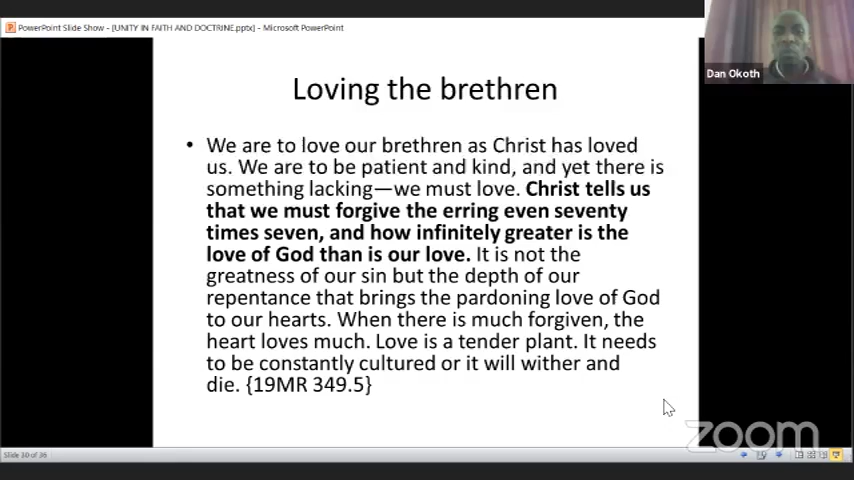 PowerPoint Slide Show - [UNITY IN FAITH AND DOCTRINE.pptx] - Microsoft PowerPoint
Dan Okoth
Loving the brethren
• We are to love our brethren as Christ has loved
us. We are to be patient and kind, and yet there is
something lacking—we must love. Christ tells us
that we must forgive the erring even seventy
times seven, and how infinitely greater is the
love of God than is our love. It is not the
greatness of our sin but the depth of our
repentance that brings the pardoning love of God
to our hearts. When there is much forgiven, the
heart loves much. Love is a tender plant. It needs
to be constantly cultured or it will wither and
die. {19MR 349.5}
zoom
Slide 30 of 36